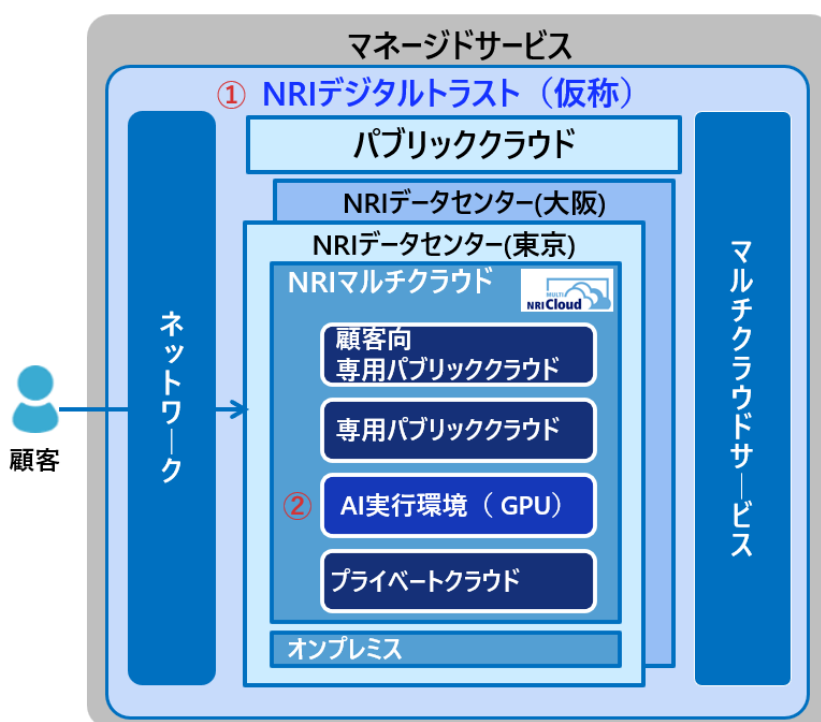 マネージドサービス
① NRIデジタルトラスト（仮称）
パブリッククラウド
NRIデータセンター(大阪)
NRIデータセンター(東京)
NRIマルチクラウド
MULTI
NRI Cloud
顧客向
専用パブリッククラウド
専用パブリッククラウド
② AI実行環境（ GPU）
プライベートクラウド
オンプレミス
ネットワーク
マルチクラウドサービス
顧客